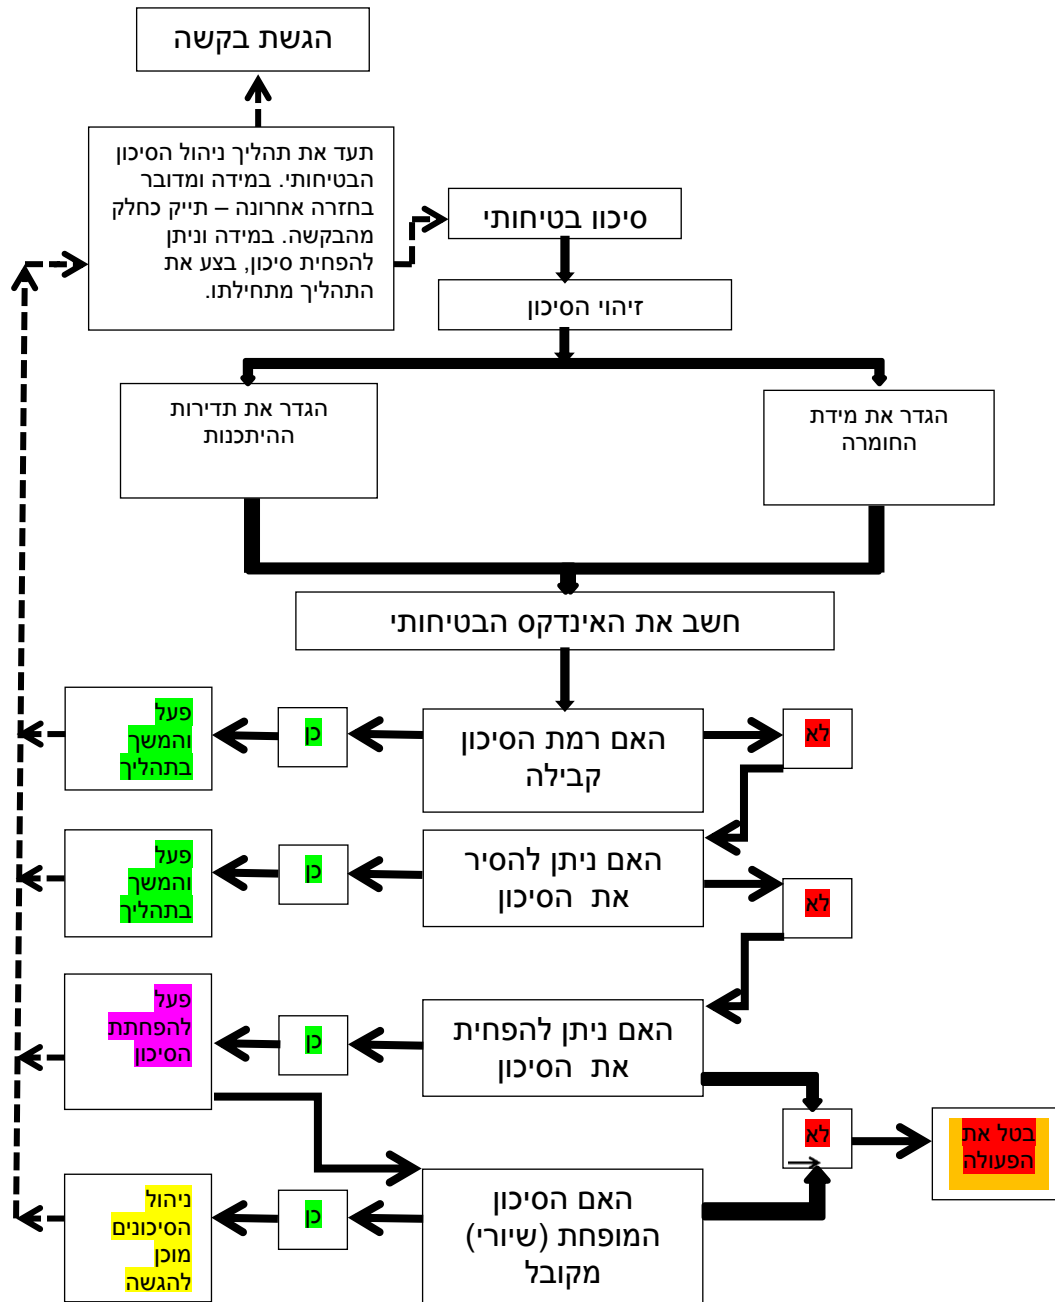 הגשת בקשה
תעד את תהליך ניהול הסיכון
הבטיחותי. במידה ומדובר
בחזרה אחרונה – תייק כחלק
מהבקשה. במידה וניתן
להפחית סיכון, בצע את
התהליך מתחילתו.
סיכון בטיחותי
זיהוי הסיכון
הגדר את מידת
החומרה
הגדר את תדירות
ההיתכנות
חשב את האינדקס הבטיחותי
לא
האם רמת הסיכון
קבילה
כן
פעל
והמשך
בתהליך
לא
האם ניתן להסיר
את הסיכון
כן
פעל
והמשך
בתהליך
האם ניתן להפחית
את הסיכון
כן
פעל
להפחתת
הסיכון
בטל את
הפעולה
לא
האם הסיכון
המופחת (שיורי)
מקובל
כן
ניהול
הסיכונים
מוכן
להגשה